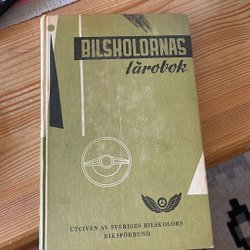 BILSKOLORNAS
lärobok
UTGIVEN AV SVERIGES BILSKOLORS
RIKSFÖRBUND